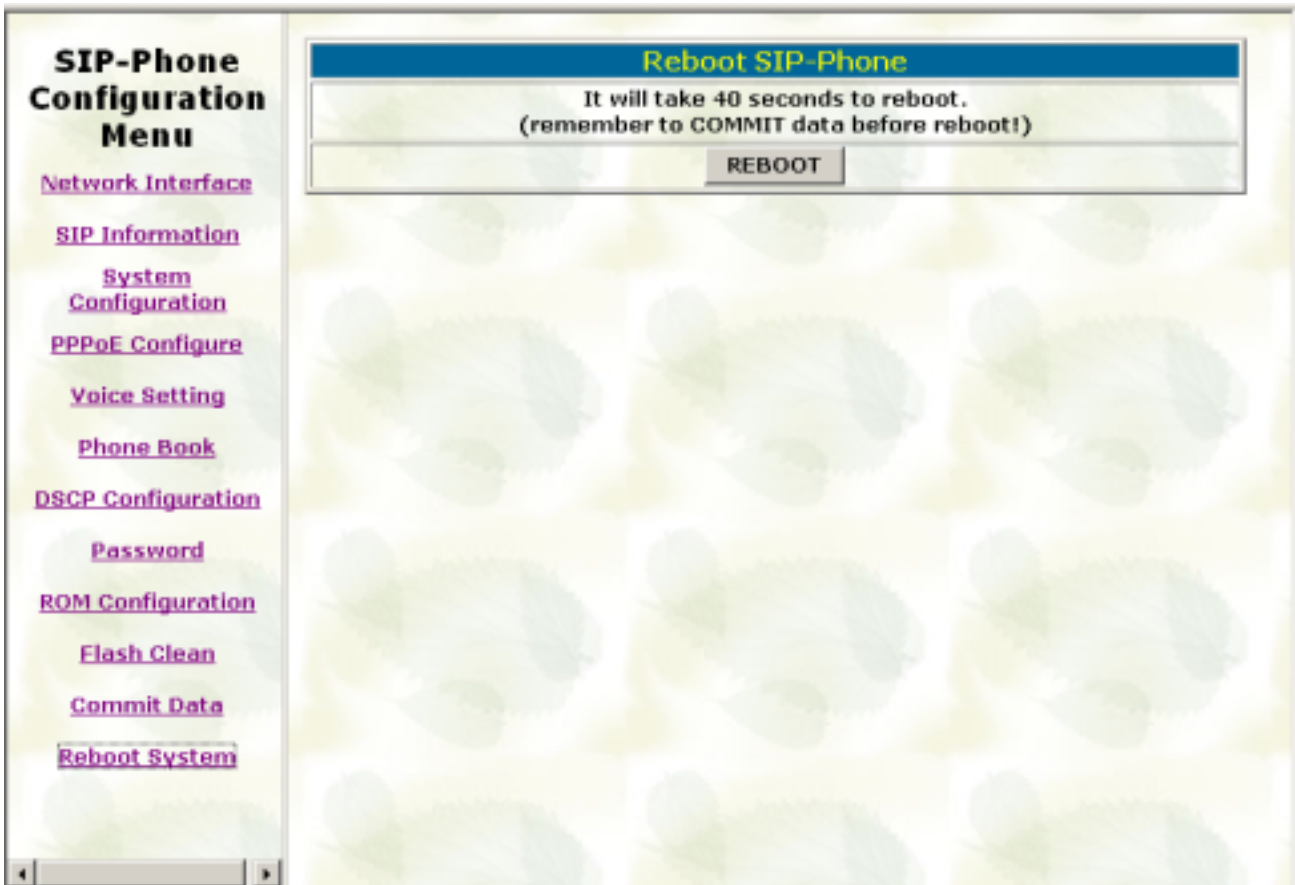 SIP-Phone
Configuration
Menu
Network Interface
SIP Information
System
Configuration
PPPoE Configure
Voice Setting
Phone Book
DSCP Configuration
Password
ROM Configuration
Flash Clean
Commit Data
Reboot System
Reboot SIP-Phone
It will take 40 seconds to reboot.
(remember to COMMIT data before reboot!)
REBOOT